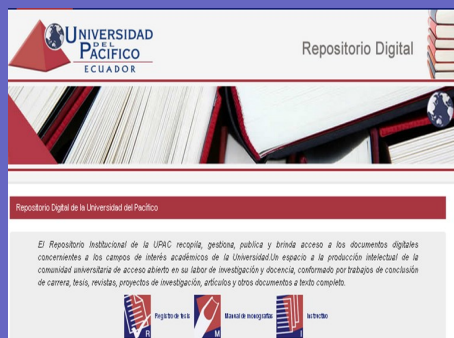 UNIVERSIDAD
DEL
PACIFICO
ECUADOR
Repositorio Digital
Repositorio Digital de la Universidad del Pacífico
El Repositorio Institucional de la UPAC recopila, gestiona, publica y brinda acceso a los documentos digitales
concernientes a los campos de interés académicos de la Universidad.Un espacio a la producción intelectual de la
comunidad universitaria de acceso abierto en su labor de investigación y docencia, conformado por trabajos de conclusión
de carrera, tesis, revistas, proyectos de investigación, artículos y otros documentos a texto completo.
R
Registro de tesis
M
Manual de monografías
I
Instructivo